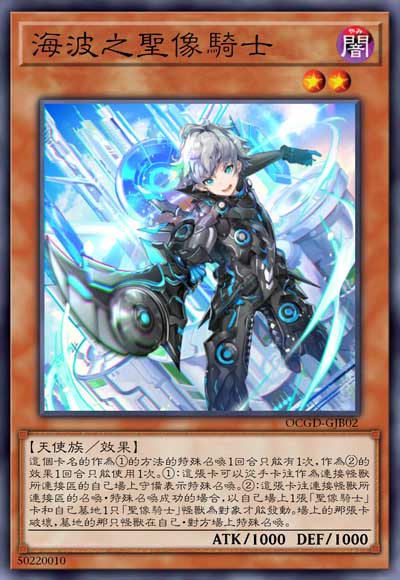 海波之聖像騎士
やみ
闇
OCGD-GJB02
【天使族／效果】
這個卡名的作為①的方法的特殊召喚1回合只能有1次，作為②的
效果1回合只能使用1次。①：這張卡可以從手卡往作為連接怪獸
所連接區的自己場上守備表示特殊召喚。②：這張卡往連接怪獸所
連接區的召喚・特殊召喚成功的場合，以自己場上1張「聖像騎士」
卡和自己墓地1只「聖像騎士」怪獸為對象才能發動。場上的那張卡
破壞，墓地的那只怪獸在自己・對方場上特殊召喚。
ATK/1000 DEF/1000
50220010